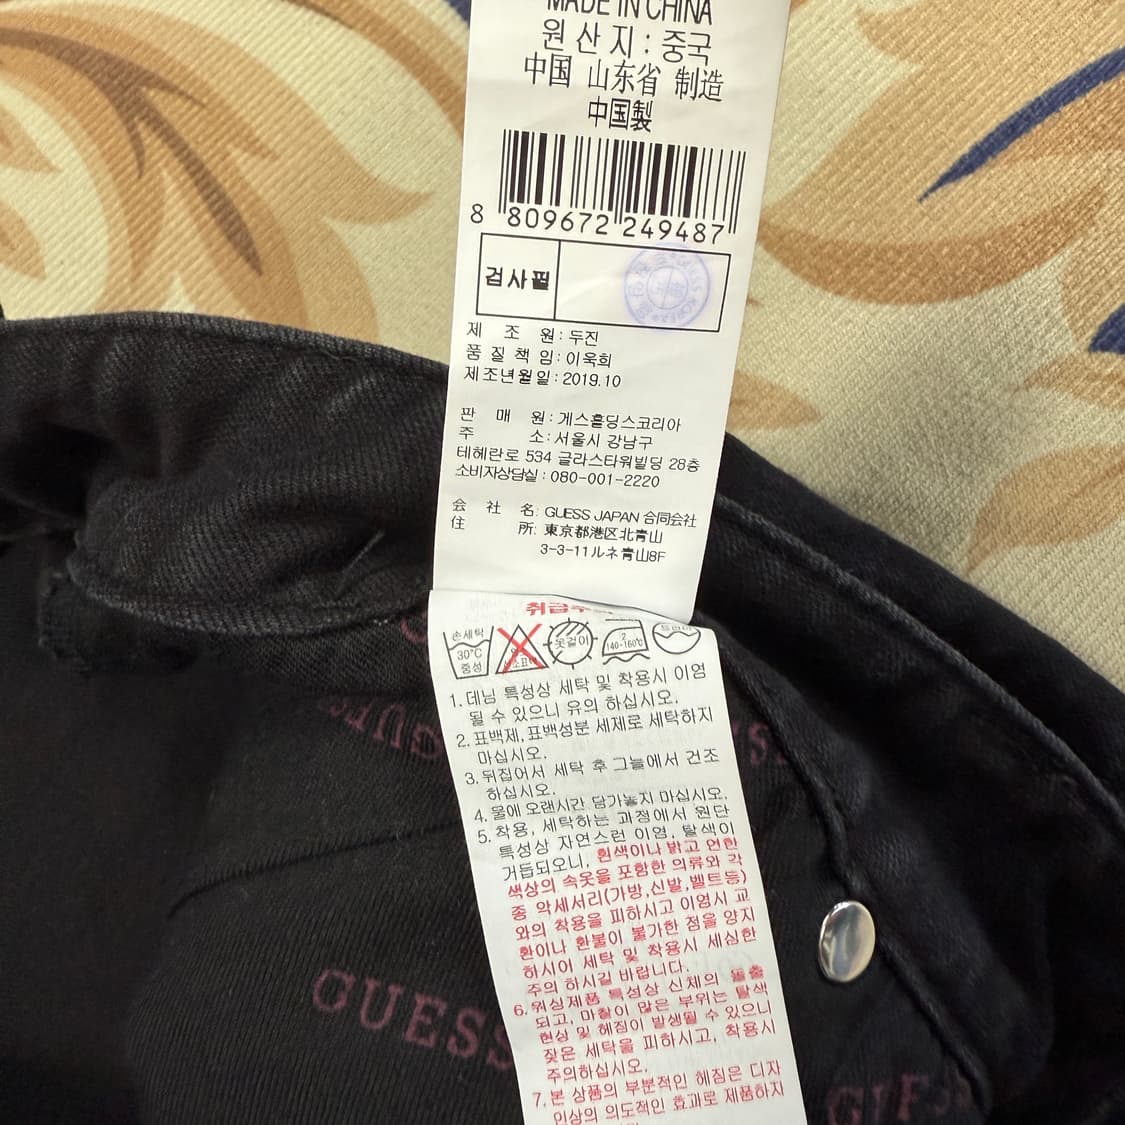 MADE IN CHINA
원 산 지 : 중국
中国 山东省 制造
中国製
8 809672 249487
검사필
제 조 원 : 두진
품 질 책 임 : 이욱희
제조년월일 : 2019.10
판 매 원 : 게스홀딩스코리아
주 소 : 서울시 강남구
테헤란로 534 글라스타워빌딩 28층
소비자상담실 : 080-001-2220
会 社 名: GUESS JAPAN 合同会社
住 所: 東京都港区北青山
3-3-11ルネ青山8F
손세탁
30°C
중성
옷걸이
2
140-160°C
1. 데님 특성상 세탁 및 착용시 이염
될 수 있으니 유의 하십시오.
2. 표백제, 표백성분 세제로 세탁하지
마십시오.
3. 뒤집어서 세탁 후 그늘에서 건조
하십시오.
4. 물에 오랜시간 담가놓지 마십시오.
5. 착용, 세탁하는 과정에서 원단
특성상 자연스런 이염, 탈색이
거듭되오니, 흰색이나 밝고 연한
색상의 속옷을 포함한 의류와 각
종 악세서리(가방,신발,벨트등)
와의 착용을 피하시고 이염시 교
환이나 환불이 불가한 점을 양지
하시어 세탁 및 착용시 세심한
주의 하시길 바랍니다.
6. 워싱제품 특성상 신체의 돌출
되고, 마찰이 많은 부위는 탈색
현상 및 헤짐이 발생될 수 있으니
잦은 세탁을 피하시고, 착용시
주의하십시오.
7. 본 상품의 부분적인 헤짐은 디자
인상의 의도적인 효과로 제품하지
GUESS